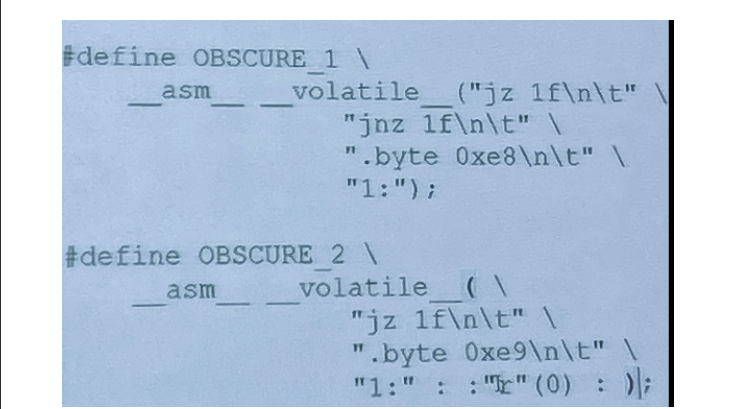 #define OBSCURE_1 \
__asm__ __volatile__("jz 1f\n\t" \
"jnz 1f\n\t" \
".byte 0xe8\n\t" \
"1:");
#define OBSCURE_2 \
__asm__ __volatile__( \
"jz 1f\n\t" \
".byte 0xe9\n\t" \
"1:" : :"r"(0) : );